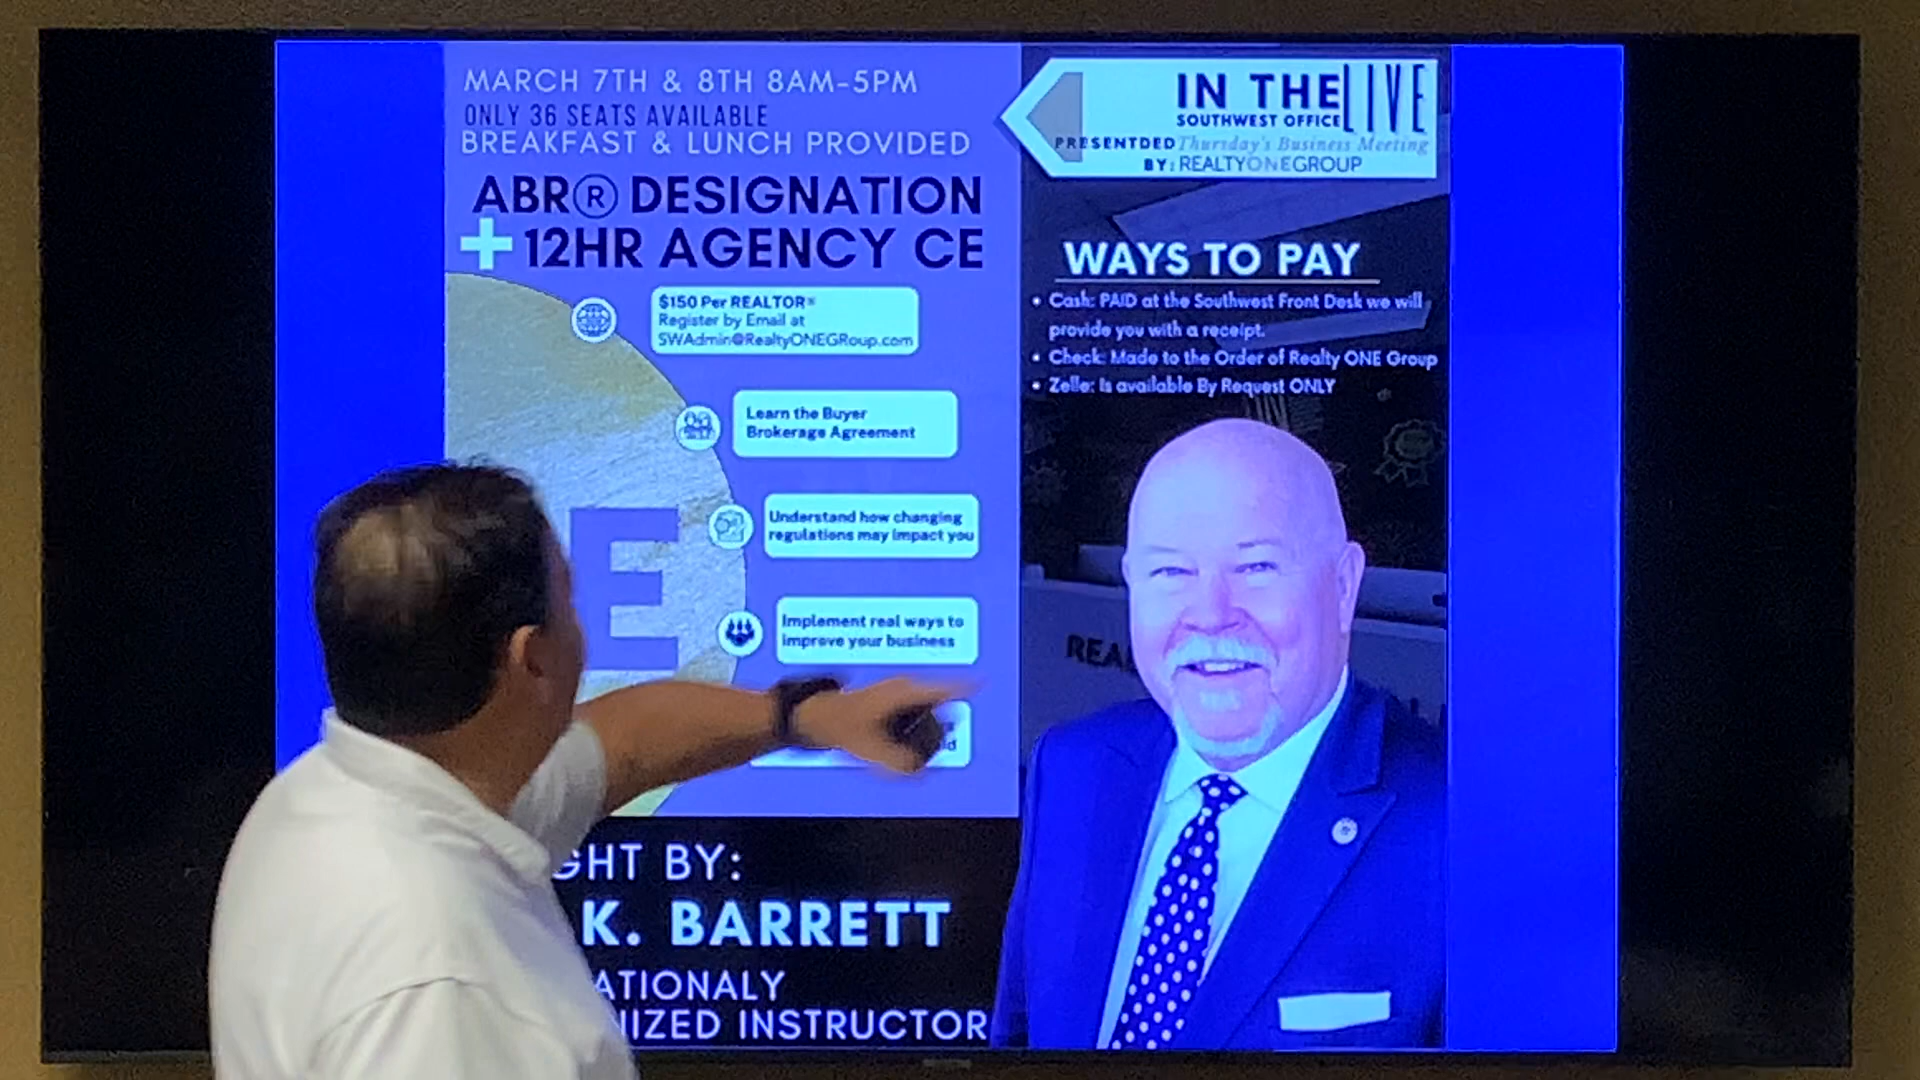 MARCH 7TH & 8TH 8AM-5PM
ONLY 36 SEATS AVAILABLE
BREAKFAST & LUNCH PROVIDED
ABR® DESIGNATION
+ 12HR AGENCY CE
$150 Per REALTOR®
Register by Email at
SWAdmin@RealtyONEGRoup.com
Learn the Buyer
Brokerage Agreement
Understand how changing
regulations may impact you
Implement real ways to
improve your business
E
GHT BY:
K. BARRETT
ATIONALY
IZED INSTRUCTOR
IN THE LIVE
SOUTHWEST OFFICE
PRESENTDED Thursday's Business Meeting
BY: REALTYONEGROUP
WAYS TO PAY
• Cash: PAID at the Southwest Front Desk we will
provide you with a receipt.
• Check: Made to the Order of Realty ONE Group
• Zelle: Is available By Request ONLY
REA